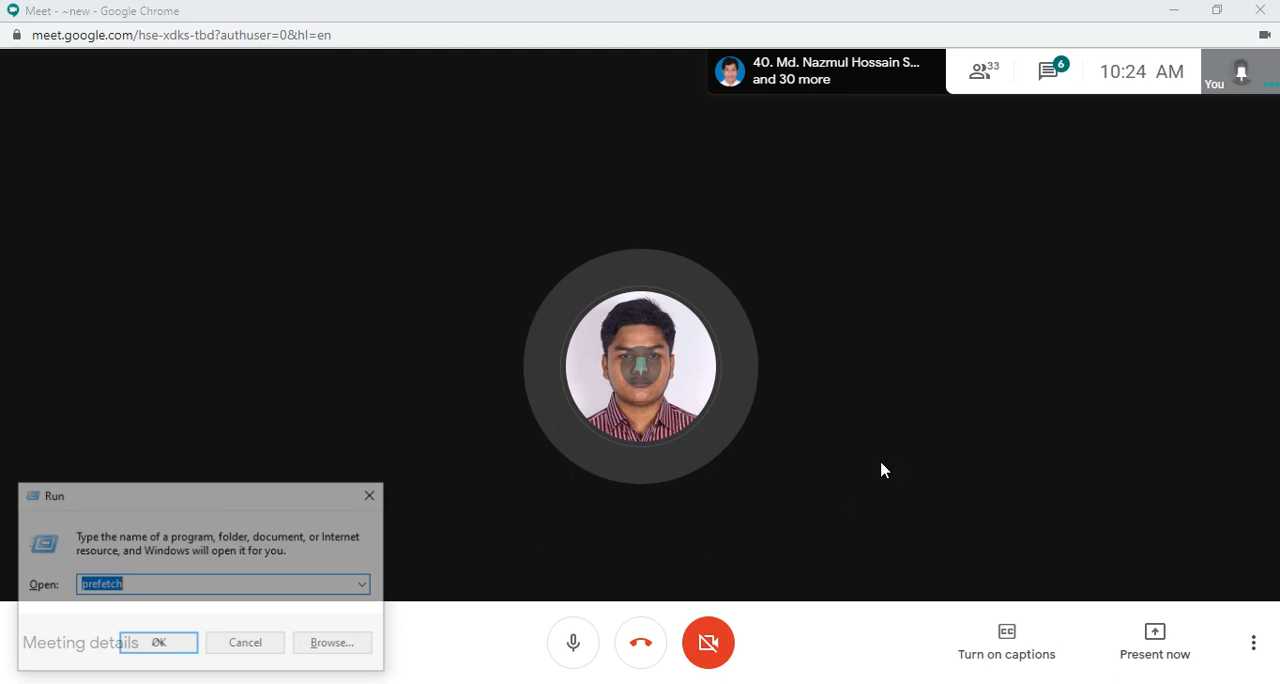 Meet - ~new - Google Chrome
meet.google.com/hse-xdks-tbd?authuser=0&hl=en
40. Md. Nazmul Hossain S...
and 30 more
33
6
10:24 AM
You
Run
Type the name of a program, folder, document, or Internet
resource, and Windows will open it for you.
Open: prefetch
Meeting details
OK Cancel Browse...
Turn on captions
Present now